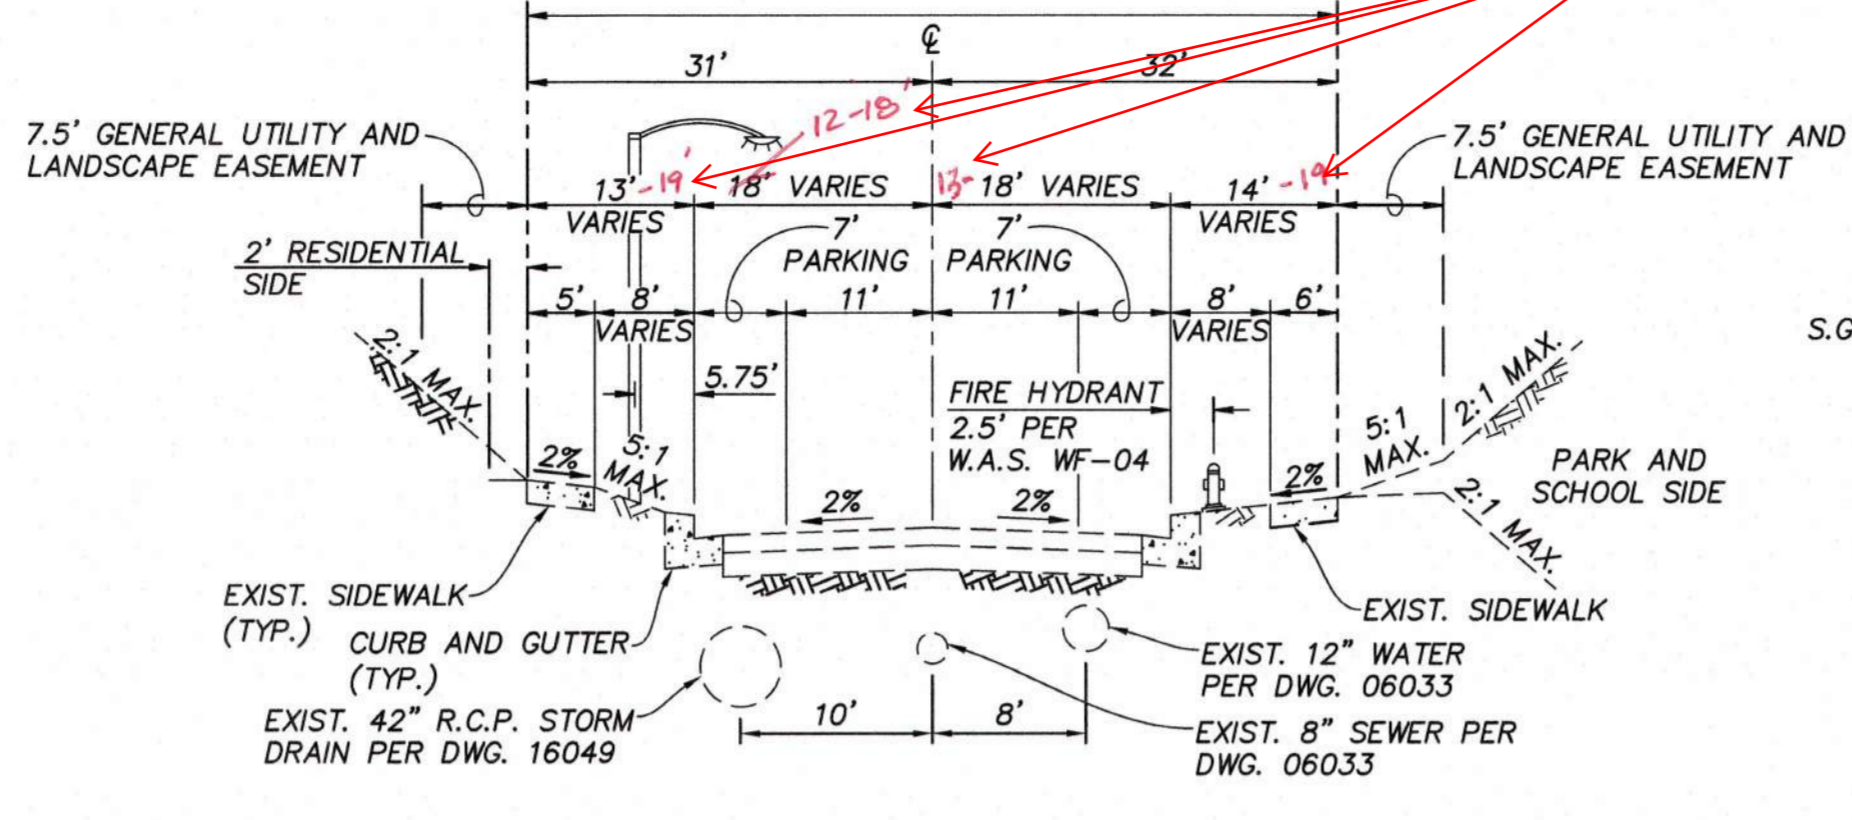 ℄
31' 32'
12-18'
7.5' GENERAL UTILITY AND
LANDSCAPE EASEMENT
7.5' GENERAL UTILITY AND
LANDSCAPE EASEMENT
13' -19' 18' VARIES 13- 18' VARIES 14' -19'
VARIES VARIES
7' 7'
PARKING PARKING
2' RESIDENTIAL
SIDE
5' 8' 11' 11' 8' 6'
VARIES VARIES
S.G
2:1 MAX.
5.75'
FIRE HYDRANT
2.5' PER
W.A.S. WF-04
5:1
MAX.
2:1 MAX.
5:1
MAX.
2% 2% 2% 2%
PARK AND
SCHOOL SIDE
2:1 MAX.
EXIST. SIDEWALK
(TYP.)
CURB AND GUTTER
(TYP.)
EXIST. SIDEWALK
EXIST. 12" WATER
PER DWG. 06033
EXIST. 42" R.C.P. STORM
DRAIN PER DWG. 16049
10' 8'
EXIST. 8" SEWER PER
DWG. 06033